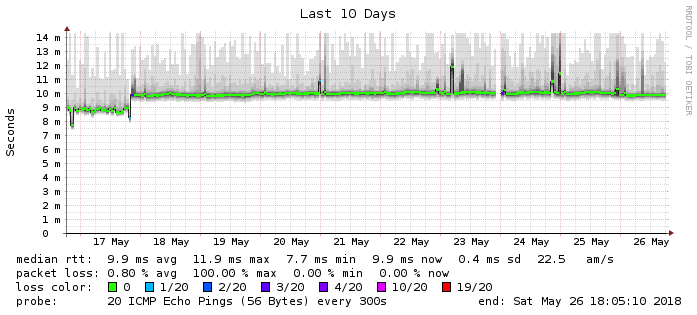 Last 10 Days
RRDTOOL / TOBI OETIKER
Seconds
14 m
13 m
12 m
11 m
10 m
9 m
8 m
7 m
6 m
5 m
4 m
3 m
2 m
1 m
0
17 May 18 May 19 May 20 May 21 May 22 May 23 May 24 May 25 May 26 May
median rtt: 9.9 ms avg 11.9 ms max 7.7 ms min 9.9 ms now 0.4 ms sd 22.5 am/s
packet loss: 0.80 % avg 100.00 % max 0.00 % min 0.00 % now
loss color: 0 1/20 2/20 3/20 4/20 10/20 19/20
probe: 20 ICMP Echo Pings (56 Bytes) every 300s end: Sat May 26 18:05:10 2018